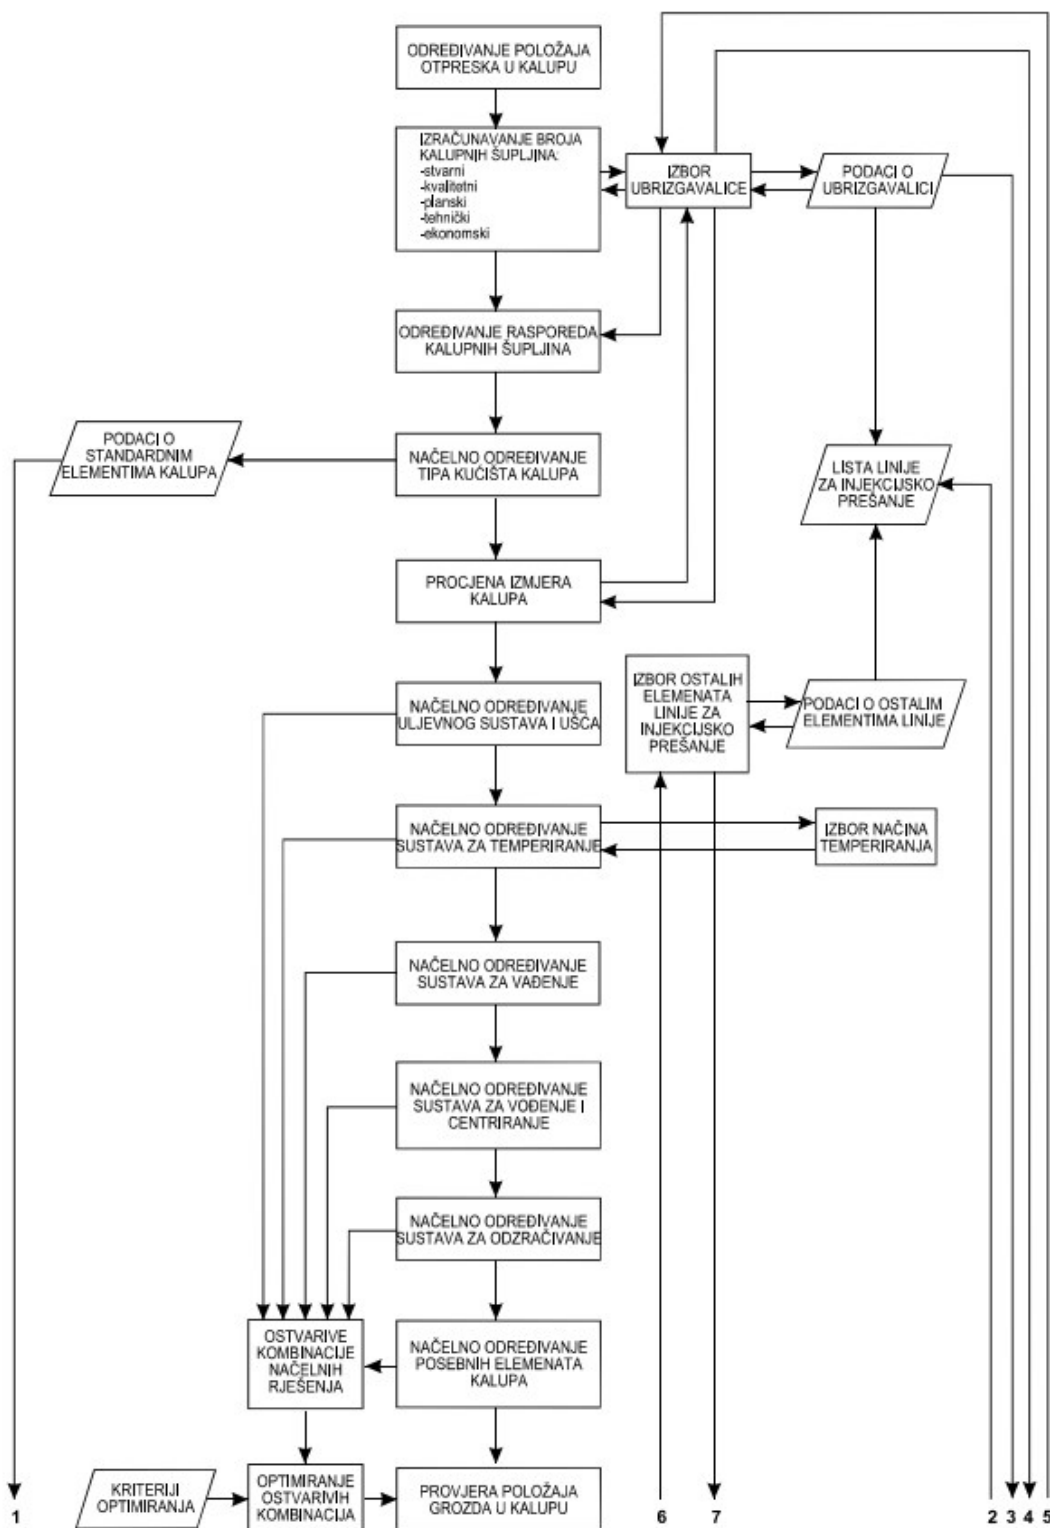 ODREĐIVANJE POLOŽAJA
OTPRESKA U KALUPU
IZRAČUNAVANJE BROJA
KALUPNIH ŠUPLJINA:
-stvarni
-kvalitetni
-planski
-tehnički
-ekonomski
IZBOR
UBRIZGAVALICE
PODACI O
UBRIZGAVALICI
ODREĐIVANJE RASPOREDA
KALUPNIH ŠUPLJINA
PODACI O
STANDARDNIM
ELEMENTIMA KALUPA
NAČELNO ODREĐIVANJE
TIPA KUĆIŠTA KALUPA
LISTA LINIJE
ZA INJEKCIJSKO
PREŠANJE
PROCJENA IZMJERA
KALUPA
NAČELNO ODREĐIVANJE
ULJEVNOG SUSTAVA I UŠĆA
IZBOR OSTALIH
ELEMENATA
LINIJE ZA
INJEKCIJSKO
PREŠANJE
PODACI O OSTALIM
ELEMENTIMA LINIJE
NAČELNO ODREĐIVANJE
SUSTAVA ZA TEMPERIRANJE
IZBOR NAČINA
TEMPERIRANJA
NAČELNO ODREĐIVANJE
SUSTAVA ZA VAĐENJE
NAČELNO ODREĐIVANJE
SUSTAVA ZA VOĐENJE I
CENTRIRANJE
NAČELNO ODREĐIVANJE
SUSTAVA ZA ODZRAČIVANJE
OSTVARIVE
KOMBINACIJE
NAČELNIH
RJEŠENJA
NAČELNO ODREĐIVANJE
POSEBNIH ELEMENATA
KALUPA
KRITERIJI
OPTIMIRANJA
OPTIMIRANJE
OSTVARIVIH
KOMBINACIJA
PROVJERA POLOŽAJA
GROZDA U KALUPU
1 6 7 2 3 4 5